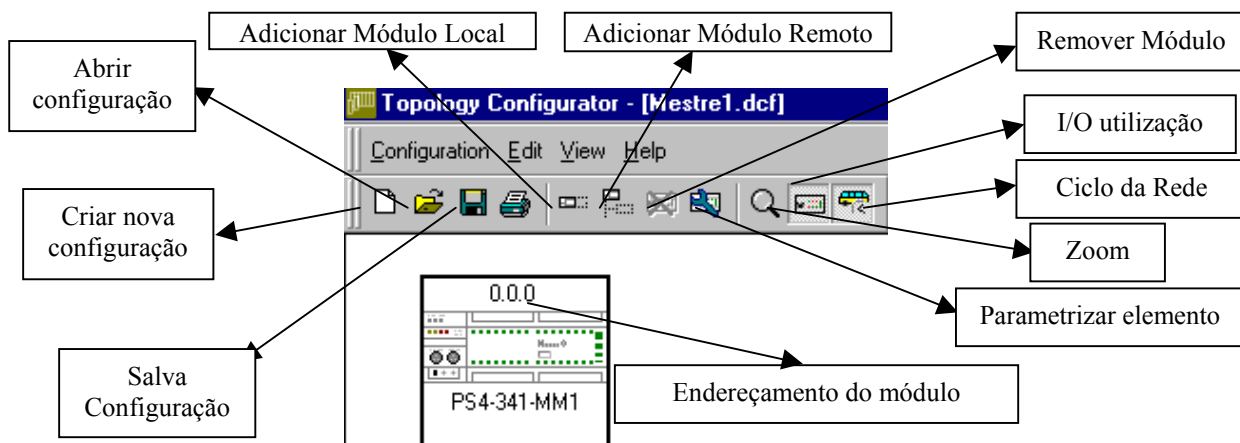 Adicionar Módulo Local
Adicionar Módulo Remoto
Remover Módulo
Abrir
configuração
Topology Configurator - [Mestre1.dcf]
I/O utilização
Configuration Edit View Help
Ciclo da Rede
Criar nova
configuração
Zoom
0.0.0
Parametrizar elemento
Salva
Configuração
Endereçamento do módulo
PS4-341-MM1